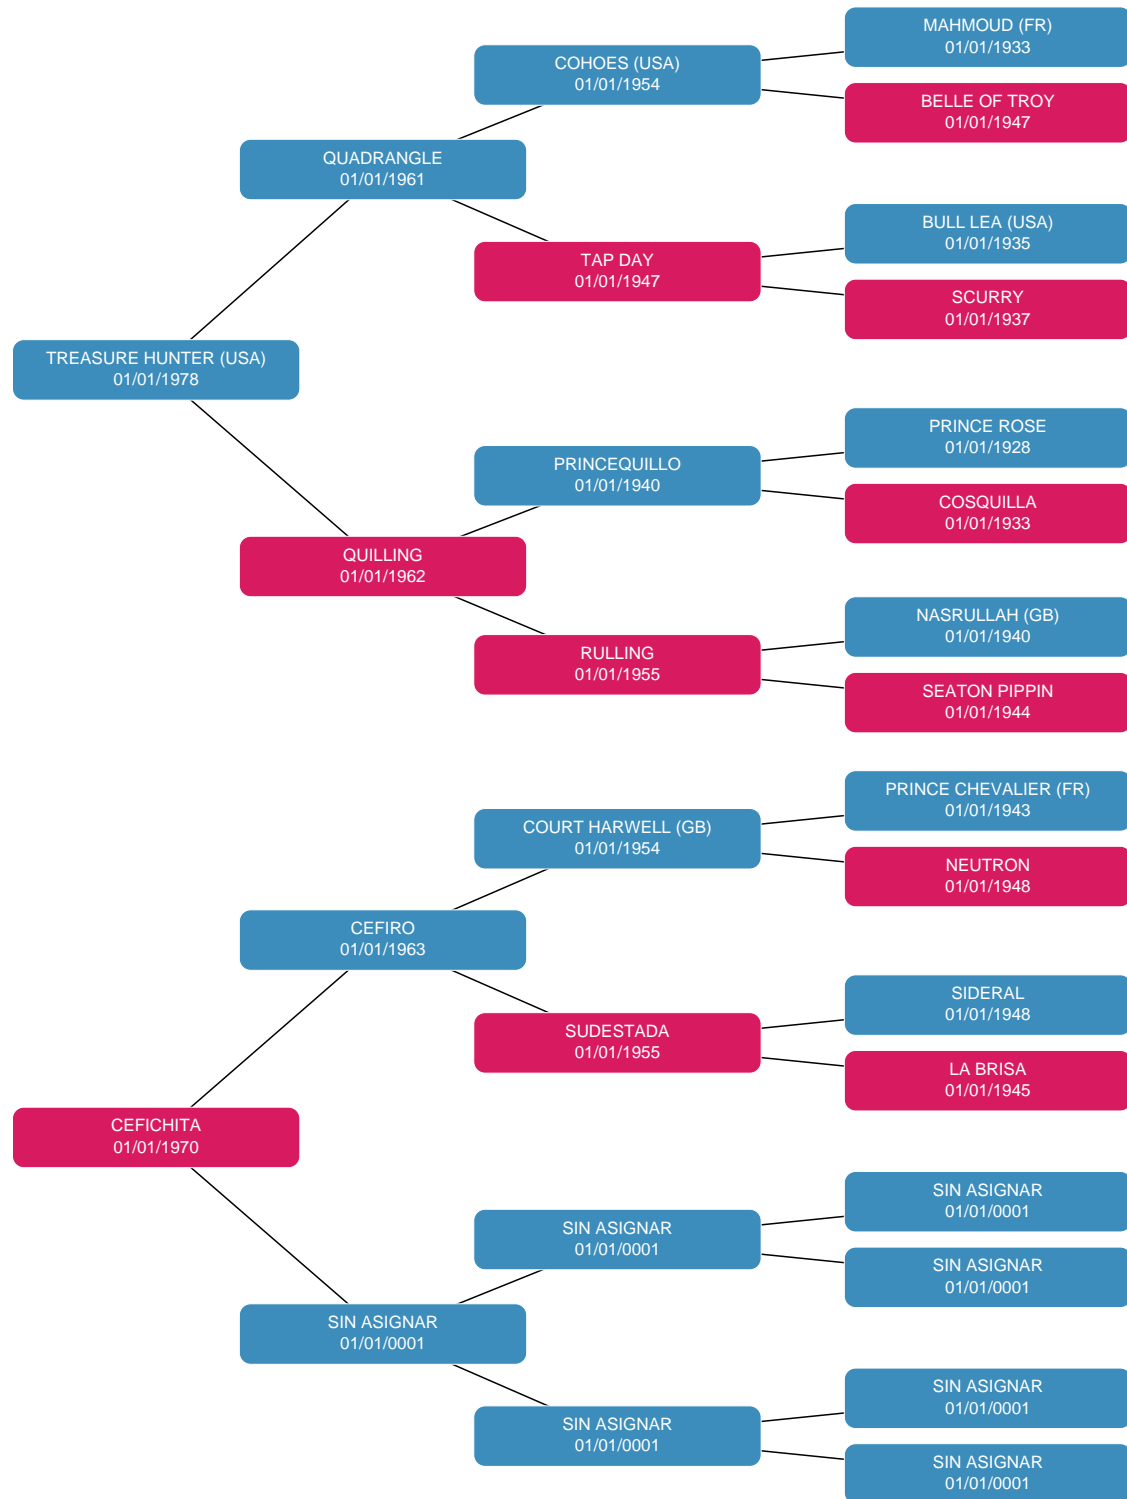 MAHMOUD (FR)
01/01/1933
COHOES (USA)
01/01/1954
BELLE OF TROY
01/01/1947
QUADRANGLE
01/01/1961
BULL LEA (USA)
01/01/1935
TAP DAY
01/01/1947
SCURRY
01/01/1937
TREASURE HUNTER (USA)
01/01/1978
PRINCE ROSE
01/01/1928
PRINCEQUILLO
01/01/1940
COSQUILLA
01/01/1933
QUILLING
01/01/1962
NASRULLAH (GB)
01/01/1940
RULLING
01/01/1955
SEATON PIPPIN
01/01/1944
PRINCE CHEVALIER (FR)
01/01/1943
COURT HARWELL (GB)
01/01/1954
NEUTRON
01/01/1948
CEFIRO
01/01/1963
SIDERAL
01/01/1948
SUDESTADA
01/01/1955
LA BRISA
01/01/1945
CEFICHITA
01/01/1970
SIN ASIGNAR
01/01/0001
SIN ASIGNAR
01/01/0001
SIN ASIGNAR
01/01/0001
SIN ASIGNAR
01/01/0001
SIN ASIGNAR
01/01/0001
SIN ASIGNAR
01/01/0001
SIN ASIGNAR
01/01/0001